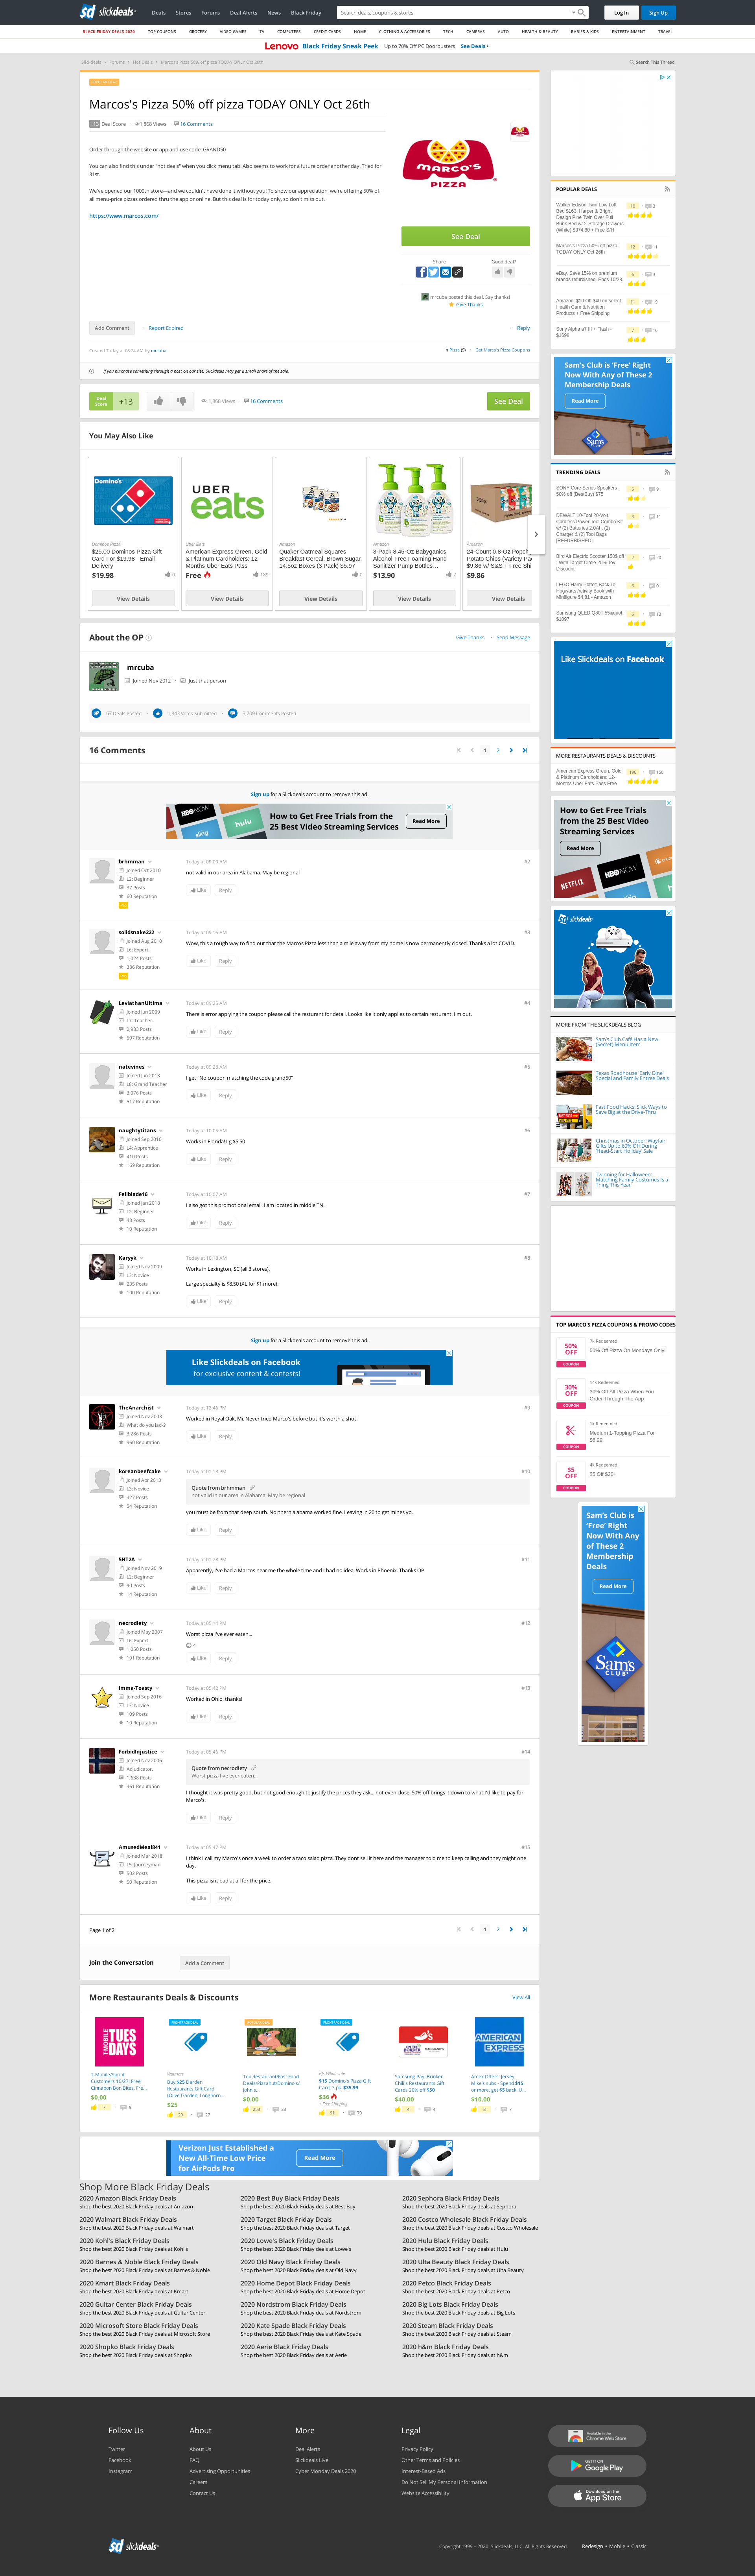 slickdeals
Deals Stores Forums Deal Alerts News Black Friday
Search deals, coupons & stores
Log In Sign Up
BLACK FRIDAY DEALS 2020 TOP COUPONS GROCERY VIDEO GAMES TV COMPUTERS CREDIT CARDS HOME CLOTHING & ACCESSORIES TECH CAMERAS AUTO HEALTH & BEAUTY BABIES & KIDS ENTERTAINMENT TRAVEL
Lenovo Black Friday Sneak Peek Up to 70% Off PC Doorbusters See Deals
Slickdeals Forums Hot Deals Marcos's Pizza 50% off pizza TODAY ONLY Oct 26th
Search This Thread
Marcos's Pizza 50% off pizza TODAY ONLY Oct 26th
+13 Deal Score 1,868 Views 16 Comments
Order through the website or app and use code: GRAND50
You can also find this under "hot deals" when you click menu tab. Also seems to work for a future order another day. Tried for 31st.
We've opened our 1000th store—and we couldn't have done it without you! To show our appreciation, we're offering 50% off all menu-price pizzas ordered thru the app or online. But this deal is for today only, so don't miss out.
https://www.marcos.com/
MARCO'S PIZZA
See Deal
Share Good deal?
mrcuba posted this deal. Say thanks!
Give Thanks
Add Comment Report Expired Reply
Created Today at 08:34 AM by mrcuba
in Pizza (9) Get Marco's Pizza Coupons
If you purchase something through a post on our site, Slickdeals may get a small share of the sale.
Deal Score +13 1,868 Views 16 Comments See Deal
You May Also Like
Domino's
Uber Eats
Dominos Pizza
$25.00 Dominos Pizza Gift Card For $19.98 - Email Delivery
$19.98
View Details
Uber Eats
American Express Green, Gold & Platinum Cardholders: 12-Months Uber Eats Pass
Free
View Details
Amazon
Quaker Oatmeal Squares Breakfast Cereal, Brown Sugar, 14.5oz Boxes (3 Pack) $5.97
View Details
Amazon
3-Pack 8.45-Oz Babyganics Alcohol-Free Foaming Hand Sanitizer Pump Bottles...
$13.90
View Details
Amazon
24-Count 0.8-Oz Popchi
Potato Chips (Variety Pac
$9.86 w/ S&S + Free Shi
$9.86
View Details
About the OP
Give Thanks Send Message
mrcuba
Joined Nov 2012 Just that person
67 Deals Posted 1,343 Votes Submitted 3,709 Comments Posted
16 Comments
1 2
Sign up for a Slickdeals account to remove this ad.
HBO NOW sling hulu
How to Get Free Trials from the 25 Best Video Streaming Services
Read More
brhmman
Joined Oct 2010
L2: Beginner
37 Posts
60 Reputation
Pro
Today at 09:00 AM #2
not valid in our area in Alabama. May be regional
Like Reply
solidsnake222
Joined Aug 2010
L6: Expert
1,024 Posts
386 Reputation
Pro
Today at 09:19 AM #3
Wow, this a tough way to find out that the Marcos Pizza less than a mile away from my home is now permanently closed. Thanks a lot COVID.
Like Reply
LeviathanUltima
Joined Jun 2009
L7: Teacher
2,983 Posts
507 Reputation
Today at 09:25 AM #4
There is error applying the coupon please call the resturant for detail. Looks like it only applies to certain resturant. I'm out.
Like Reply
natevines
Joined Jun 2013
L8: Grand Teacher
3,076 Posts
517 Reputation
Today at 09:28 AM #5
I get "No coupon matching the code grand50"
Like Reply
naughtytitans
Joined Sep 2010
L4: Apprentice
410 Posts
169 Reputation
Today at 10:05 AM #6
Works in Florida! Lg $5.50
Like Reply
Fellblade16
Joined Jan 2018
L2: Beginner
43 Posts
10 Reputation
Today at 10:07 AM #7
I also got this promotional email. I am located in middle TN.
Like Reply
Karyyk
Joined Nov 2009
L3: Novice
235 Posts
100 Reputation
Today at 10:18 AM #8
Works in Lexington, SC (all 3 stores).
Large specialty is $8.50 (XL for $1 more).
Like Reply
Sign up for a Slickdeals account to remove this ad.
Like Slickdeals on Facebook
for exclusive content & contests!
TheAnarchist
Joined Nov 2003
What do you lack?
3,286 Posts
960 Reputation
Today at 12:46 PM #9
Worked in Royal Oak, Mi. Never tried Marco's before but it's worth a shot.
Like Reply
koreanbeefcake
Joined Apr 2013
L3: Novice
427 Posts
54 Reputation
Today at 01:13 PM #10
Quote from brhmman
not valid in our area in Alabama. May be regional
you must be from that deep south. Northern alabama worked fine. Leaving in 20 to get mines yo.
Like Reply
SHT2A
Joined Nov 2019
L2: Beginner
90 Posts
14 Reputation
Today at 01:28 PM #11
Apparently, I've had a Marcos near me the whole time and I had no idea, Works in Phoenix. Thanks OP
Like Reply
necrodiety
Joined May 2007
L6: Expert
1,050 Posts
191 Reputation
Today at 05:14 PM #12
Worst pizza I've ever eaten...
Like Reply
Imma-Toasty
Joined Sep 2016
L3: Novice
109 Posts
10 Reputation
Today at 05:42 PM #13
Worked in Ohio, thanks!
Like Reply
ForbidInjustice
Joined Nov 2006
Adjudicator.
1,638 Posts
461 Reputation
Today at 05:46 PM #14
Quote from necrodiety
Worst pizza I've ever eaten...
I thought it was pretty good, but not good enough to justify the prices they ask... not even close. 50% off brings it down to what I'd like to pay for Marco's.
Like Reply
AmusedMeal841
Joined Mar 2018
L5: Journeyman
502 Posts
50 Reputation
Today at 05:47 PM #15
I think I call my Marco's once a week to order a taco salad pizza. They dont sell it here and the manager told me to keep calling and they might one day.
This pizza isnt bad at all for the price.
Like Reply
Page 1 of 2 1 2
Join the Conversation Add a Comment
More Restaurants Deals & Discounts View All
T-Mobile/Sprint Customers 10/27: Free Cinnabon Bon Bites, Fre...
$0.00
Walmart
Buy $25 Darden Restaurants Gift Card (Olive Garden, Longhorn...
$25
Top Restaurant/Fast Food Deals/Pizzahut/Domino's/John's...
$0.00
BJs Wholesale
$15 Domino's Pizza Gift Card: 3 pk. $35.99
$36
+ Free Shipping
Samsung Pay: Brinker Chili's Restaurants Gift Cards 20% off $50
$40.00
Amex Offers: Jersey Mike's subs - Spend $15 or more, get $5 back. U...
$10.00
Verizon Just Established a New All-Time Low Price for AirPods Pro
Read More
Shop More Black Friday Deals
2020 Amazon Black Friday Deals
Shop the best 2020 Black Friday deals at Amazon
2020 Best Buy Black Friday Deals
Shop the best 2020 Black Friday deals at Best Buy
2020 Sephora Black Friday Deals
Shop the best 2020 Black Friday deals at Sephora
2020 Walmart Black Friday Deals
Shop the best 2020 Black Friday deals at Walmart
2020 Target Black Friday Deals
Shop the best 2020 Black Friday deals at Target
2020 Costco Wholesale Black Friday Deals
Shop the best 2020 Black Friday deals at Costco Wholesale
2020 Kohl's Black Friday Deals
Shop the best 2020 Black Friday deals at Kohl's
2020 Lowe's Black Friday Deals
Shop the best 2020 Black Friday deals at Lowe's
2020 Hulu Black Friday Deals
Shop the best 2020 Black Friday deals at Hulu
2020 Barnes & Noble Black Friday Deals
Shop the best 2020 Black Friday deals at Barnes & Noble
2020 Old Navy Black Friday Deals
Shop the best 2020 Black Friday deals at Old Navy
2020 Ulta Beauty Black Friday Deals
Shop the best 2020 Black Friday deals at Ulta Beauty
2020 Kmart Black Friday Deals
Shop the best 2020 Black Friday deals at Kmart
2020 Home Depot Black Friday Deals
Shop the best 2020 Black Friday deals at Home Depot
2020 Petco Black Friday Deals
Shop the best 2020 Black Friday deals at Petco
2020 Guitar Center Black Friday Deals
Shop the best 2020 Black Friday deals at Guitar Center
2020 Nordstrom Black Friday Deals
Shop the best 2020 Black Friday deals at Nordstrom
2020 Big Lots Black Friday Deals
Shop the best 2020 Black Friday deals at Big Lots
2020 Microsoft Store Black Friday Deals
Shop the best 2020 Black Friday deals at Microsoft Store
2020 Kate Spade Black Friday Deals
Shop the best 2020 Black Friday deals at Kate Spade
2020 Steam Black Friday Deals
Shop the best 2020 Black Friday deals at Steam
2020 Shopko Black Friday Deals
Shop the best 2020 Black Friday deals at Shopko
2020 Aerie Black Friday Deals
Shop the best 2020 Black Friday deals at Aerie
2020 h&m Black Friday Deals
Shop the best 2020 Black Friday deals at h&m
POPULAR DEALS
Walker Edison Twin Low Loft Bed $163, Harper & Bright Design Pine Twin Over Full Bunk Bed w/ 2-Storage Drawers (White) $374.80 + Free S/H
Marcos's Pizza 50% off pizza TODAY ONLY Oct 26th
eBay. Save 15% on premium brands refurbished. Ends 10/28.
Amazon: $10 Off $40 on select Health Care & Nutrition Products + Free Shipping
Sony Alpha a7 III + Flash - $1698
Sam's Club is 'Free' Right Now With Any of These 2 Membership Deals
Read More
TRENDING DEALS
SONY Core Series Speakers - 50% off (BestBuy) $75
DEWALT 10-Tool 20-Volt Cordless Power Tool Combo Kit w/ (2) Batteries 2.0Ah; (1) Charger & (2) Tool Bags [REFURBISHED]
Bird Air Electric Scooter 150$ off . With Target Circle 25% Toy Discount
LEGO Harry Potter: Back To Hogwarts Activity Book with Minifigure $4.81 - Amazon
Samsung QLED Q80T 55&quot; $1097
Like Slickdeals on Facebook
MORE RESTAURANTS DEALS & DISCOUNTS
American Express Green, Gold & Platinum Cardholders: 12-Months Uber Eats Pass Free
How to Get Free Trials from the 25 Best Video Streaming Services
Read More
NETFLIX HBO NOW
slickdeals
MORE FROM THE SLICKDEALS BLOG
Sam's Club Café Has a New (Secret) Menu Item
Texas Roadhouse 'Early Dine' Special and Family Entree Deals
Fast Food Hacks: Slick Ways to Save Big at the Drive-Thru
Christmas in October: Wayfair Gifts Up to 60% Off During 'Head-Start Holiday' Sale
Twinning for Halloween: Matching Family Costumes Is a Thing This Year
TOP MARCO'S PIZZA COUPONS & PROMO CODES
50% OFF COUPON
7k Redeemed
50% Off Pizza On Mondays Only!
30% OFF COUPON
14k Redeemed
30% Off All Pizza When You Order Through The App
COUPON
1k Redeemed
Medium 1-Topping Pizza For $6.99
$5 OFF COUPON
4k Redeemed
$5 Off $20+
Sam's Club is 'Free' Right Now With Any of These 2 Membership Deals
Read More
Sam's CLUB
Follow Us
Twitter
Facebook
Instagram
About
About Us
FAQ
Advertising Opportunities
Careers
Contact Us
More
Deal Alerts
Slickdeals Live
Cyber Monday Deals 2020
Legal
Privacy Policy
Other Terms and Policies
Interest-Based Ads
Do Not Sell My Personal Information
Website Accessibility
Available in the Chrome Web Store
GET IT ON Google Play
Download on the App Store
slickdeals
Copyright 1999 - 2020. Slickdeals, LLC. All Rights Reserved. Redesign • Mobile • Classic